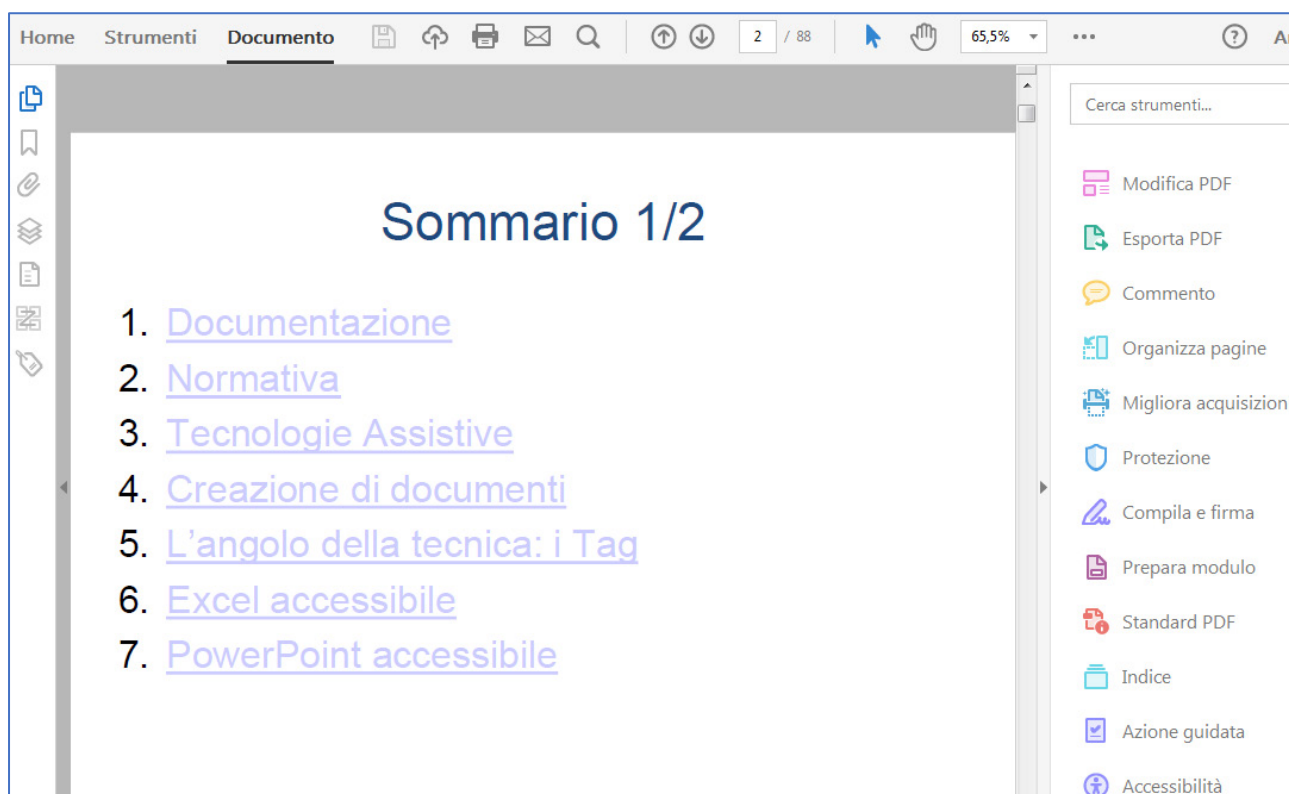 Home Strumenti Documento 2 / 88 65,5%
Cerca strumenti...
Sommario 1/2
1. Documentazione
2. Normativa
3. Tecnologie Assistive
4. Creazione di documenti
5. L’angolo della tecnica: i Tag
6. Excel accessibile
7. PowerPoint accessibile
Modifica PDF
Esporta PDF
Commento
Organizza pagine
Migliora acquisizion
Protezione
Compila e firma
Prepara modulo
Standard PDF
Indice
Azione guidata
Accessibilità